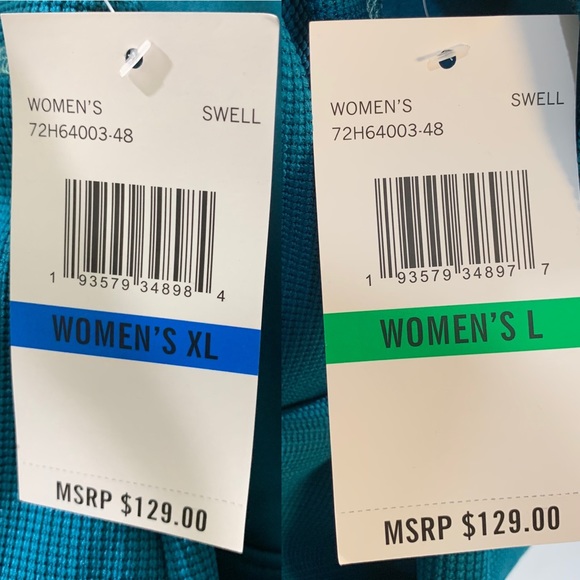 WOMEN'S SWELL
72H64003-48
1 93579 34898 4
WOMEN'S XL
MSRP $129.00
WOMEN'S SWELL
72H64003-48
1 93579 34897 7
WOMEN'S L
MSRP $129.00